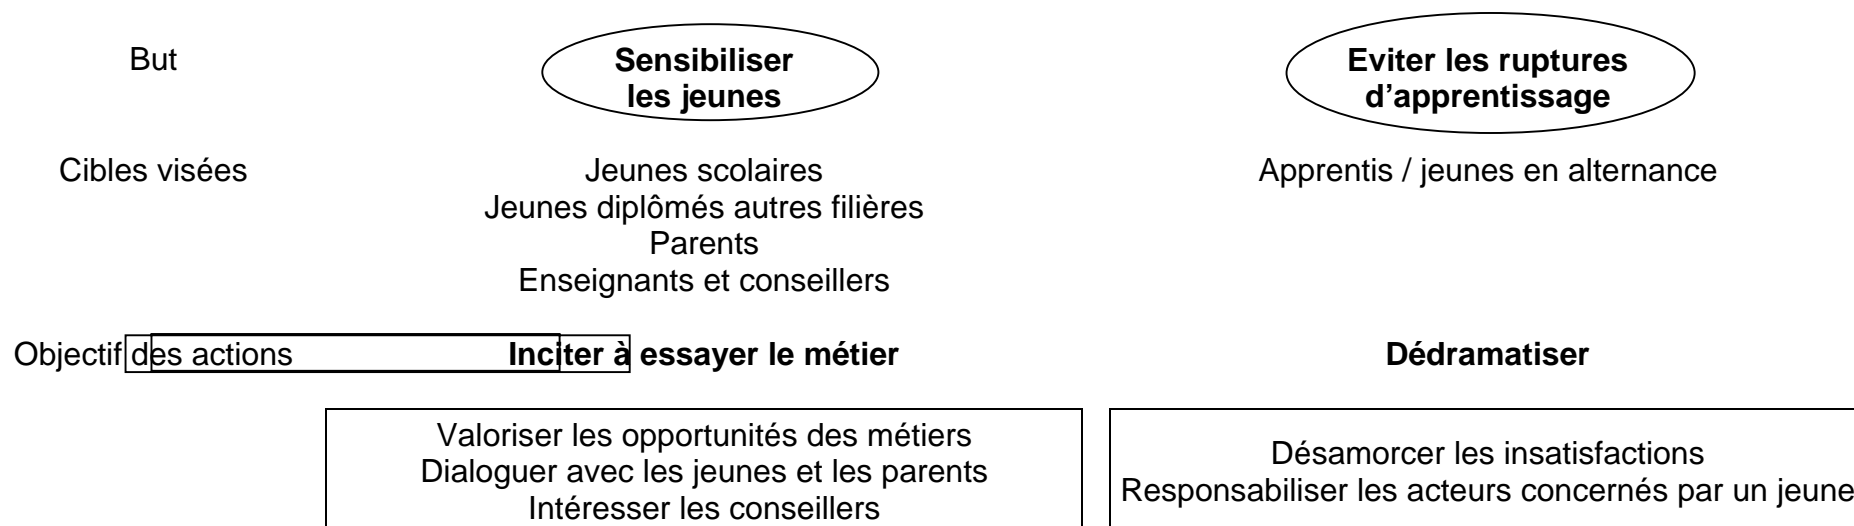 But
Sensibiliser
les jeunes
Eviter les ruptures
d’apprentissage
Cibles visées
Jeunes scolaires
Jeunes diplômés autres filières
Parents
Enseignants et conseillers
Apprentis / jeunes en alternance
Objectif des actions
Inciter à essayer le métier
Dédramatiser
Valoriser les opportunités des métiers
Dialoguer avec les jeunes et les parents
Intéresser les conseillers
Désamorcer les insatisfactions
Responsabiliser les acteurs concernés par un jeune